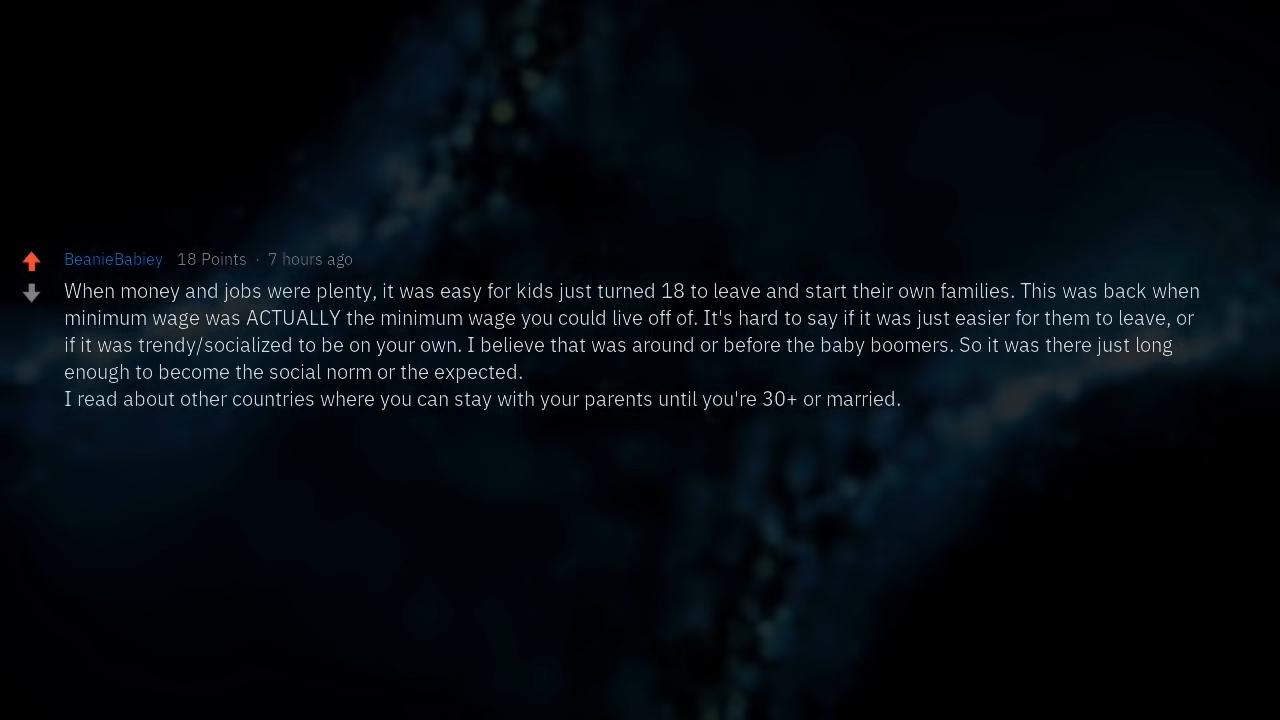 BeanieBabiey 18 Points · 7 hours ago
When money and jobs were plenty, it was easy for kids just turned 18 to leave and start their own families. This was back when
minimum wage was ACTUALLY the minimum wage you could live off of. It's hard to say if it was just easier for them to leave, or
if it was trendy/socialized to be on your own. I believe that was around or before the baby boomers. So it was there just long
enough to become the social norm or the expected.
I read about other countries where you can stay with your parents until you're 30+ or married.